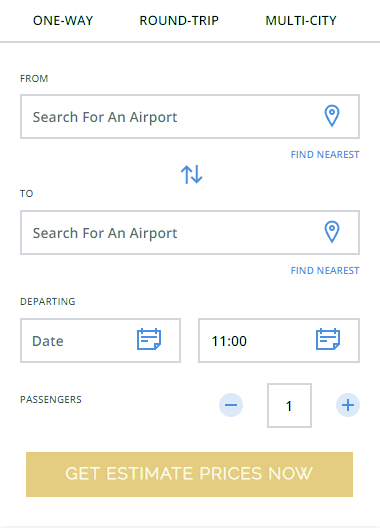 ONE-WAY ROUND-TRIP MULTI-CITY
FROM
Search For An Airport
FIND NEAREST
TO
Search For An Airport
FIND NEAREST
DEPARTING
Date 11:00
PASSENGERS 1
GET ESTIMATE PRICES NOW